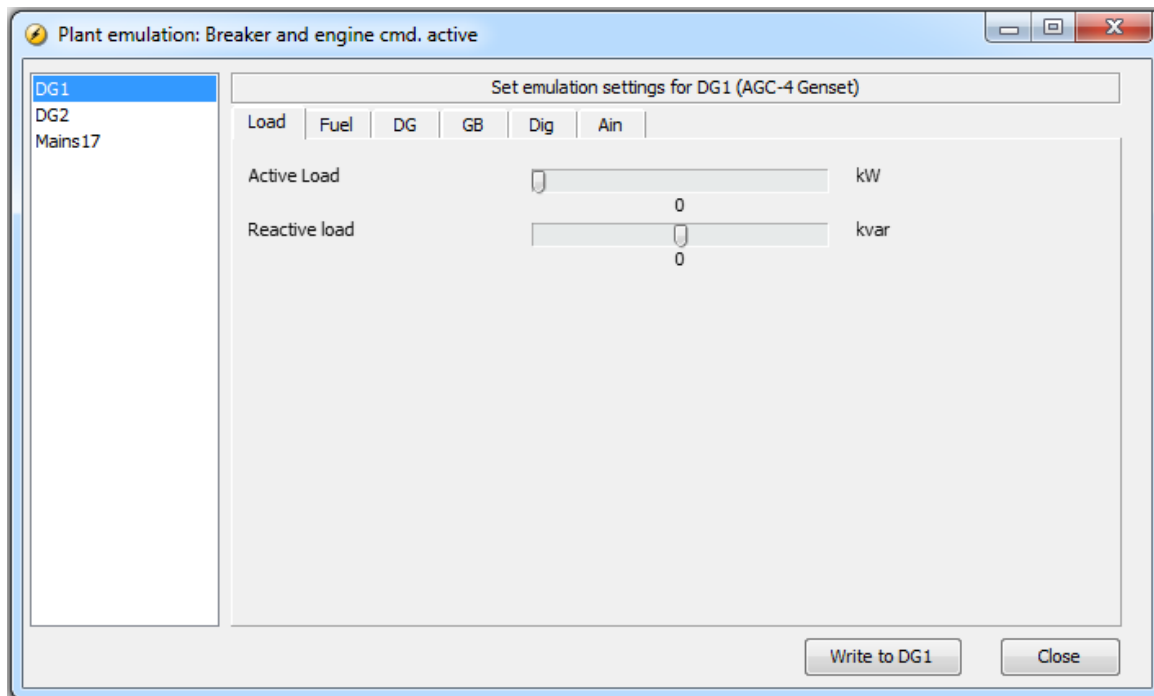 Plant emulation: Breaker and engine cmd. active
DG1
DG2
Mains17
Set emulation settings for DG1 (AGC-4 Genset)
Load Fuel DG GB Dig Ain
Active Load kW
0
Reactive load kvar
0
Write to DG1 Close